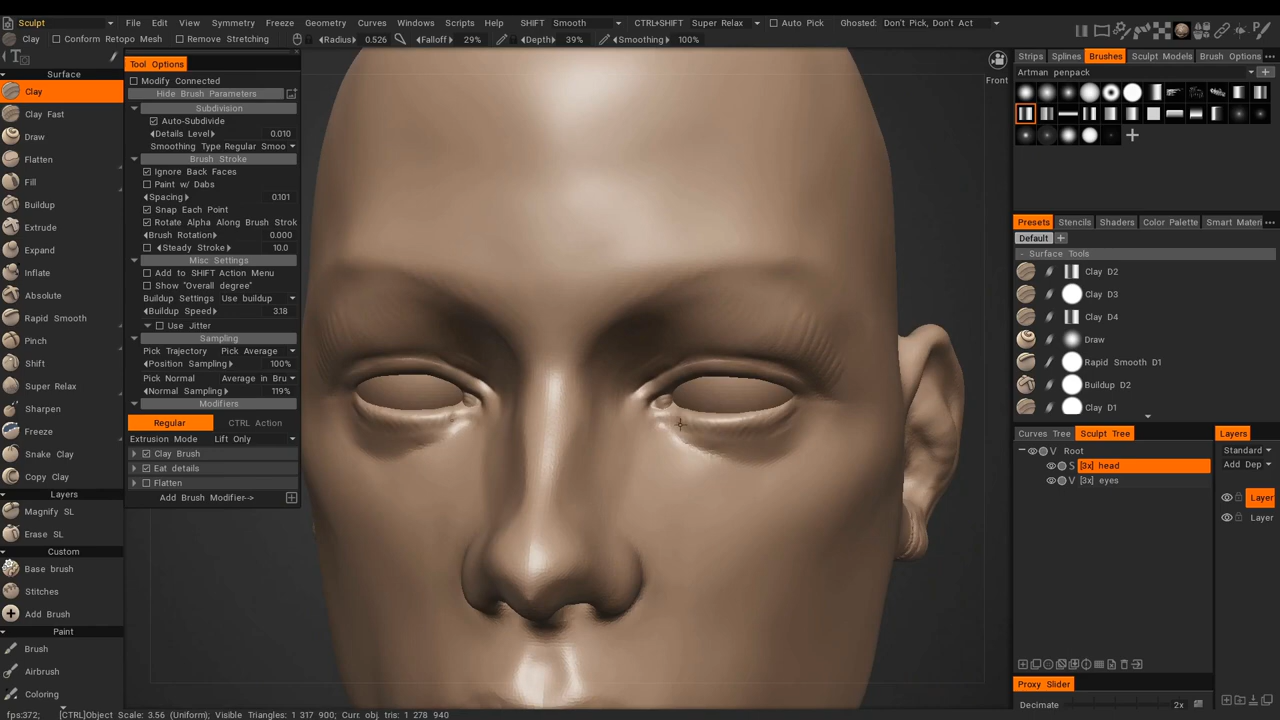 Sculpt File Edit View Symmetry Freeze Geometry Curves Windows Scripts Help SHIFT Smooth CTRL+SHIFT Super Relax Auto Pick Ghosted: Don't Pick, Don't Act
Clay Conform Retopo Mesh Remove Stretching Radius 0.526 Falloff 29% Depth 39% Smoothing 100%
Surface
Clay
Clay Fast
Draw
Flatten
Fill
Buildup
Extrude
Expand
Inflate
Absolute
Rapid Smooth
Pinch
Shift
Super Relax
Sharpen
Freeze
Snake Clay
Copy Clay
Layers
Magnify SL
Erase SL
Custom
Base brush
Stitches
Add Brush
Paint
Brush
Airbrush
Coloring
Tool Options
Modify Connected
Hide Brush Parameters
Subdivision
Auto-Subdivide
Details Level 0.010
Smoothing Type Regular Smoo
Brush Stroke
Ignore Back Faces
Paint w/ Dabs
Spacing 0.101
Snap Each Point
Rotate Alpha Along Brush Strok
Brush Rotation 0.000
Steady Stroke 10.0
Misc Settings
Add to SHIFT Action Menu
Show "Overall degree"
Buildup Settings Use buildup
Buildup Speed 3.18
Use Jitter
Sampling
Pick Trajectory Pick Average
Position Sampling 100%
Pick Normal Average in Bru
Normal Sampling 119%
Modifiers
Regular CTRL Action
Extrusion Mode Lift Only
Clay Brush
Eat details
Flatten
Add Brush Modifier-->
Front
Strips Splines Brushes Sculpt Models Brush Options
Artman penpack
Presets Stencils Shaders Color Palette Smart Materi
Default
Surface Tools
Clay D2
Clay D3
Clay D4
Draw
Rapid Smooth D1
Buildup D2
Clay D1
Curves Tree Sculpt Tree
V Root
S [3x] head
V [3x] eyes
Layers
Standard
Add Dep
Layer
Layer
Proxy Slider
Decimate 2x
fps:372; [CTRL]Object Scale: 3.56 (Uniform); Visible Triangles: 1 317 900; Curr. obj. tris: 1 278 940